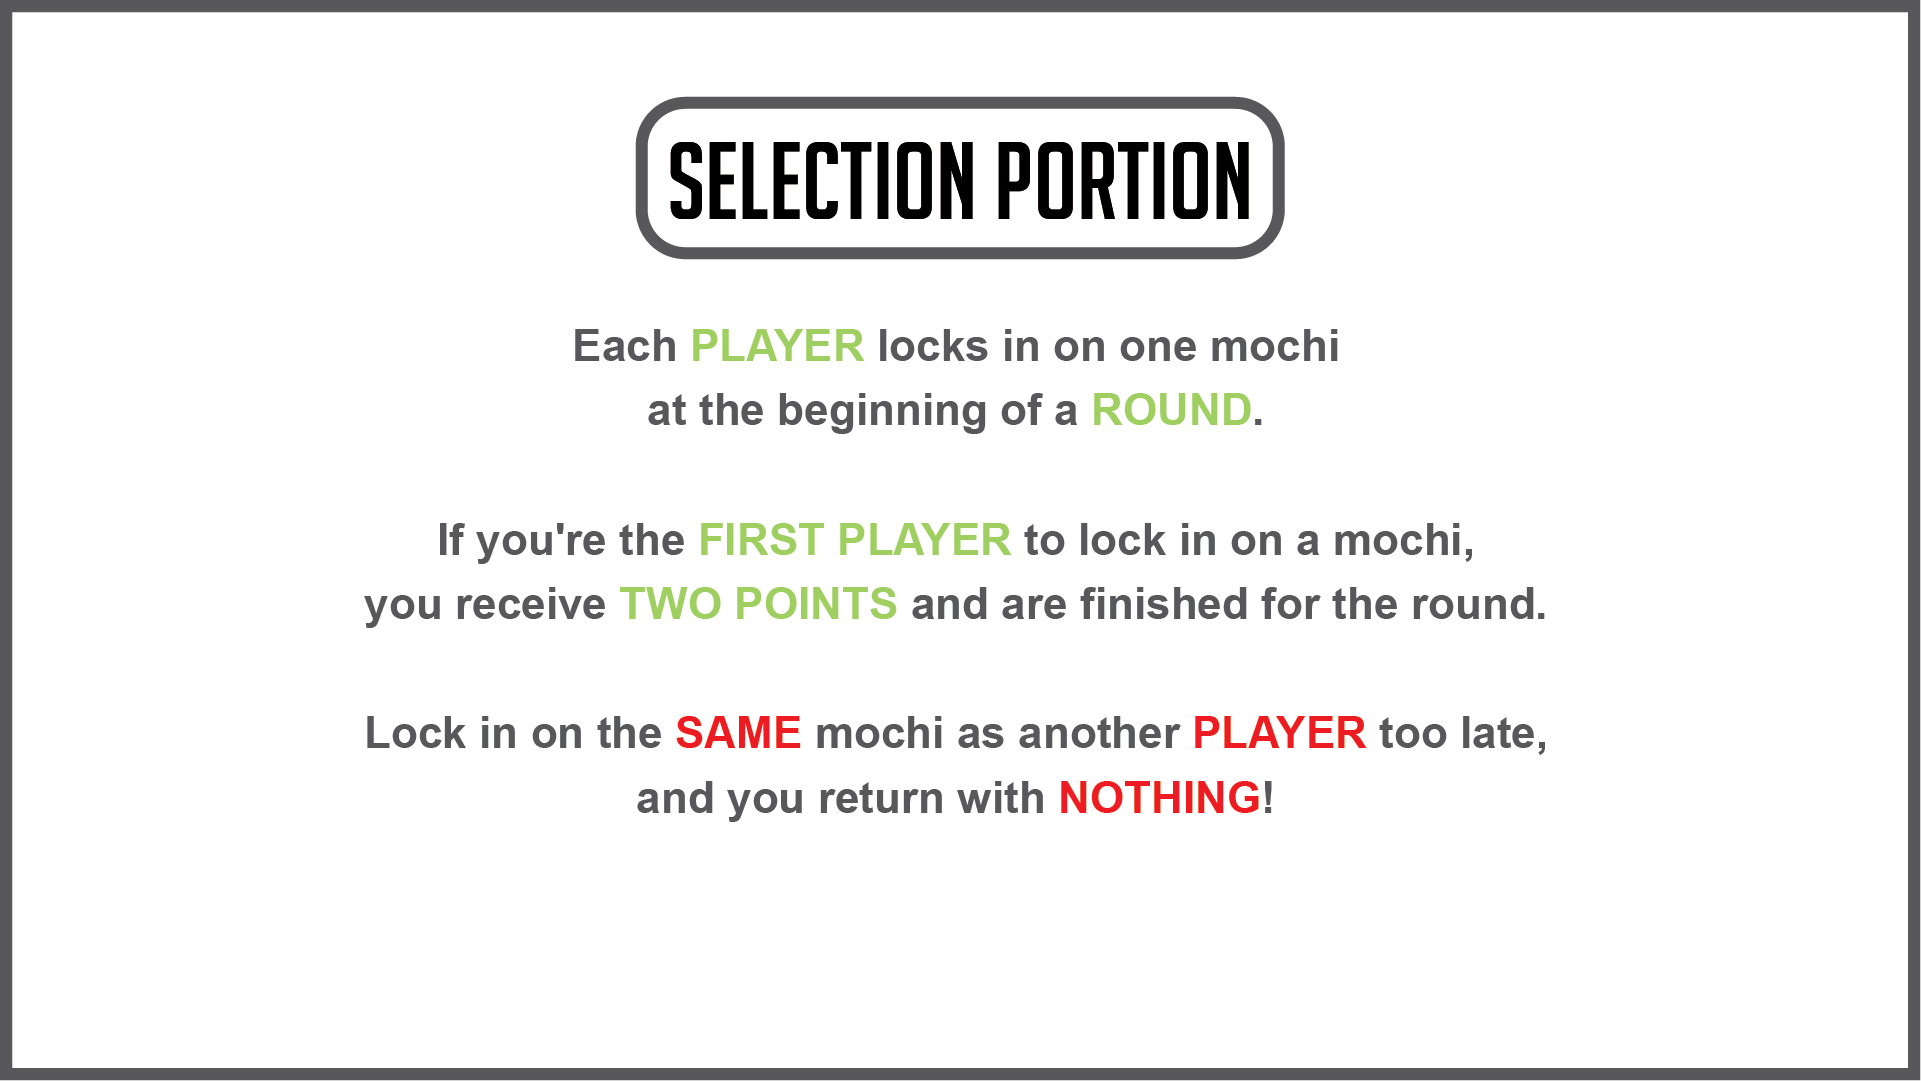 SELECTION PORTION
Each PLAYER locks in on one mochi
at the beginning of a ROUND.
If you're the FIRST PLAYER to lock in on a mochi,
you receive TWO POINTS and are finished for the round.
Lock in on the SAME mochi as another PLAYER too late,
and you return with NOTHING!